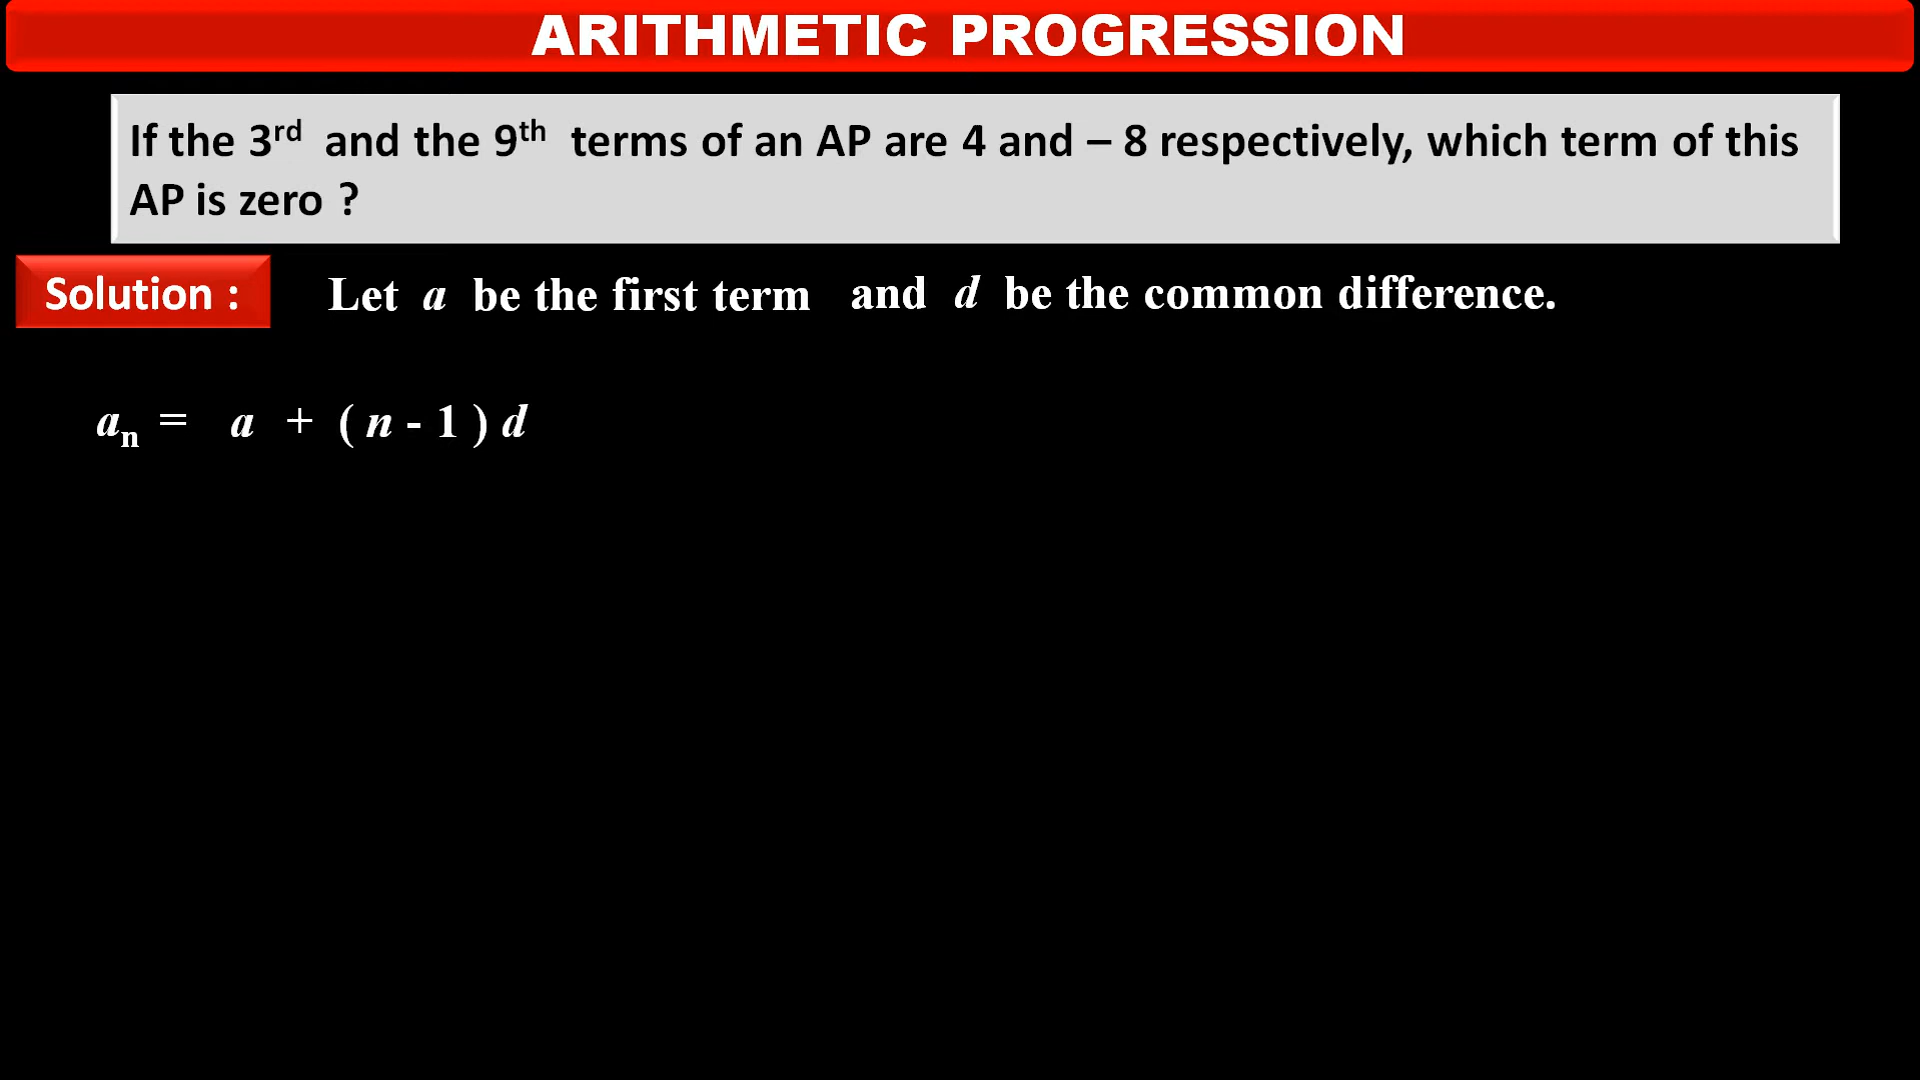 ARITHMETIC PROGRESSION
If the 3rd and the 9th terms of an AP are 4 and – 8 respectively, which term of this
AP is zero ?
Solution : Let a be the first term and d be the common difference.
an = a + ( n - 1 ) d